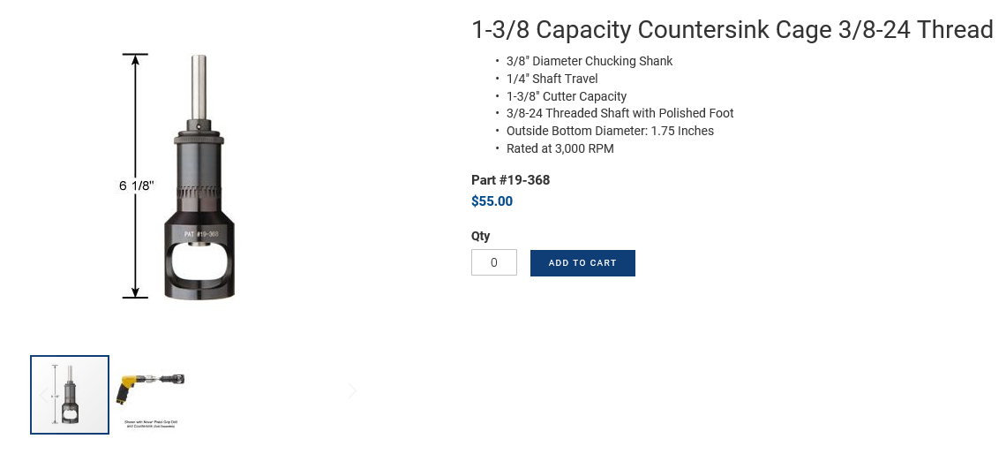 1-3/8 Capacity Countersink Cage 3/8-24 Thread
• 3/8" Diameter Chucking Shank
• 1/4" Shaft Travel
• 1-3/8" Cutter Capacity
• 3/8-24 Threaded Shaft with Polished Foot
• Outside Bottom Diameter: 1.75 Inches
• Rated at 3,000 RPM
Part #19-368
$55.00
Qty
0
ADD TO CART
6 1/8"
PAT #19-368